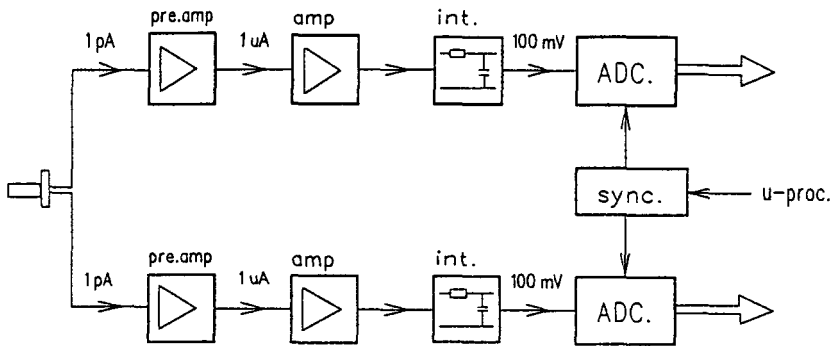 pre.amp
amp
int.
1 pA
1 uA
100 mV
ADC.
sync.
u-proc.
pre.amp
amp
int.
1 pA
1 uA
100 mV
ADC.